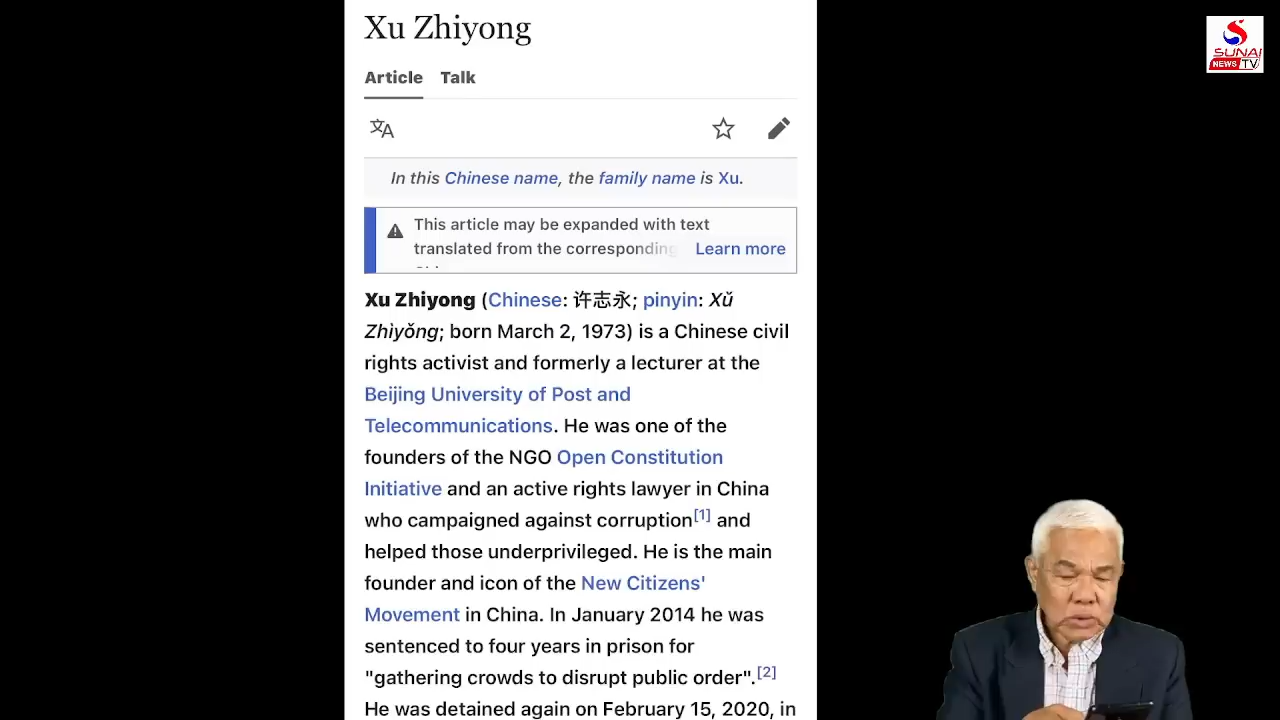 Xu Zhiyong
Article Talk
In this Chinese name, the family name is Xu.
This article may be expanded with text
translated from the corresponding Learn more
Xu Zhiyong (Chinese: 许志永; pinyin: Xǔ
Zhìyǒng; born March 2, 1973) is a Chinese civil
rights activist and formerly a lecturer at the
Beijing University of Post and
Telecommunications. He was one of the
founders of the NGO Open Constitution
Initiative and an active rights lawyer in China
who campaigned against corruption[1] and
helped those underprivileged. He is the main
founder and icon of the New Citizens'
Movement in China. In January 2014 he was
sentenced to four years in prison for
"gathering crowds to disrupt public order".[2]
He was detained again on February 15, 2020, in
SUNAI
NEWS TV